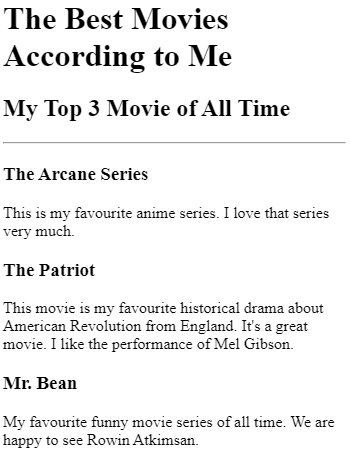 The Best Movies
According to Me
My Top 3 Movie of All Time
The Arcane Series
This is my favourite anime series. I love that series
very much.
The Patriot
This movie is my favourite historical drama about
American Revolution from England. It's a great
movie. I like the performance of Mel Gibson.
Mr. Bean
My favourite funny movie series of all time. We are
happy to see Rowin Atkimsan.